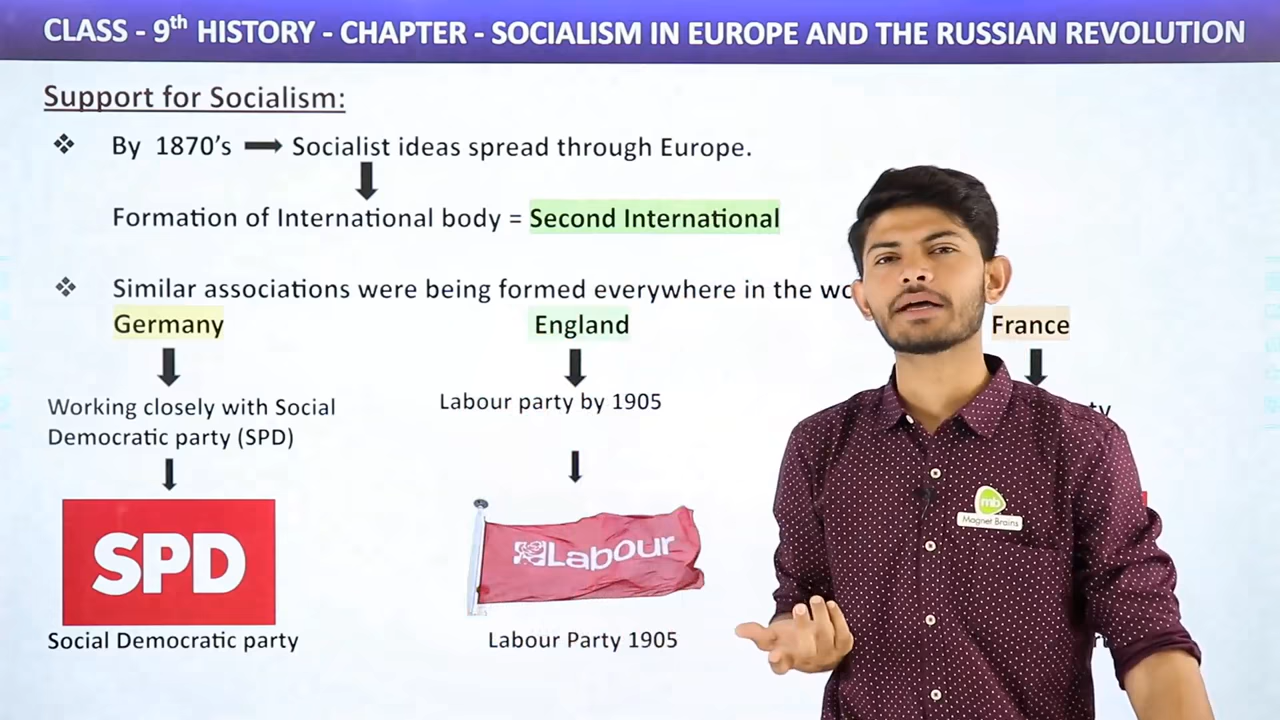 CLASS - 9th HISTORY - CHAPTER - SOCIALISM IN EUROPE AND THE RUSSIAN REVOLUTION
Support for Socialism:
❖ By 1870's → Socialist ideas spread through Europe.
Formation of International body = Second International
❖ Similar associations were being formed everywhere in the
Germany England France
Working closely with Social
Democratic party (SPD)
Labour party by 1905
SPD
Labour
Social Democratic party
Labour Party 1905
mb
Magnet Brains